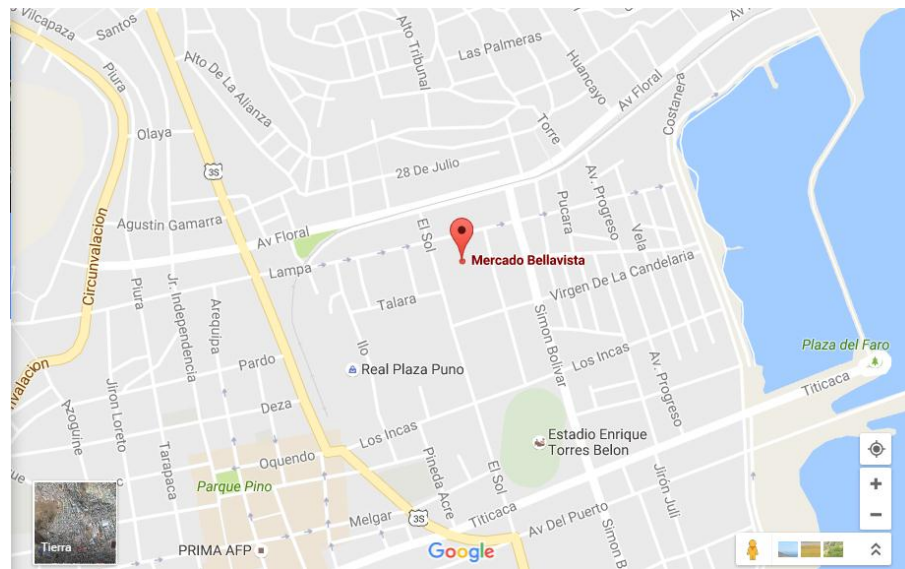 Vilcapaza
Santos
Piura
Alto De La Alianza
Alto Tribunal
Las Palmeras
Huancayo
Av Floral
Costanera
Olaya
3S
Torre
28 De Julio
Circunvalacion
Agustin Gamarra
Av Floral
El Sol
Pucara
Av. Progreso
Vela
Mercado Bellavista
Lampa
Piura
Jr. Independencia
Arequipa
Talara
Virgen De La Candelaria
Simon Bolivar
Ilo
Plaza del Faro
Pardo
Real Plaza Puno
Los Incas
Av. Progreso
Titicaca
Azoguine
Jiron Loreto
Deza
Los Incas
Estadio Enrique
Torres Belon
Tarapaca
Oquendo
Parque Pino
Pineda Acre
El Sol
Jirón Juli
Melgar
3S
Titicaca
Av Del Puerto
Simon B
Tierra
PRIMA AFP
Google